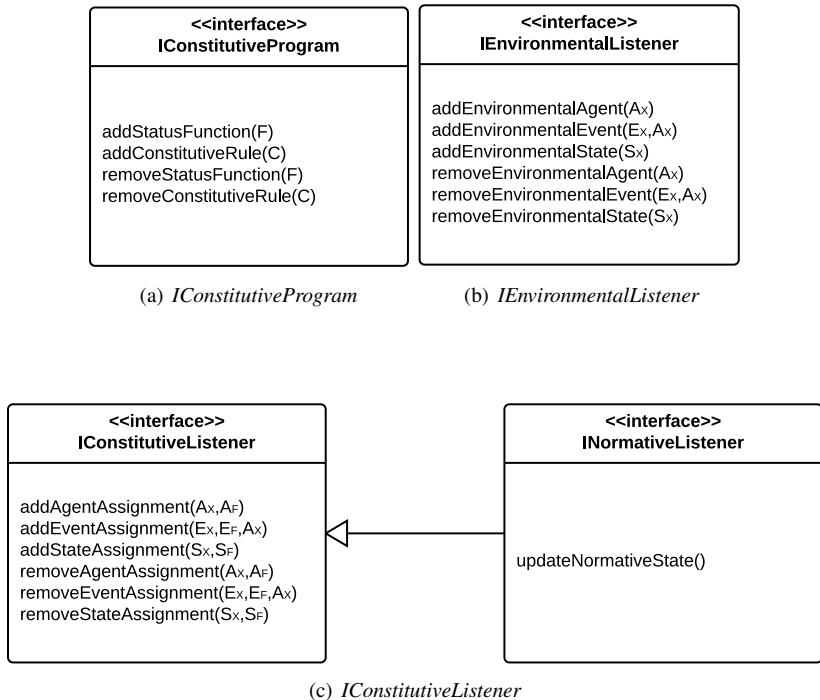 <<interface>>
IConstitutiveProgram
addStatusFunction(F)
addConstitutiveRule(C)
removeStatusFunction(F)
removeConstitutiveRule(C)
<<interface>>
IEnvironmentalListener
addEnvironmentalAgent(Ax)
addEnvironmentalEvent(Ex,Ax)
addEnvironmentalState(Sx)
removeEnvironmentalAgent(Ax)
removeEnvironmentalEvent(Ex,Ax)
removeEnvironmentalState(Sx)
(a) IConstitutiveProgram
(b) IEnvironmentalListener
<<interface>>
IConstitutiveListener
addAgentAssignment(Ax,AF)
addEventAssignment(Ex,EF,Ax)
addStateAssignment(Sx,SF)
removeAgentAssignment(Ax,AF)
removeEventAssignment(Ex,EF,Ax)
removeStateAssignment(Sx,SF)
<<interface>>
INormativeListener
updateNormativeState()
(c) IConstitutiveListener